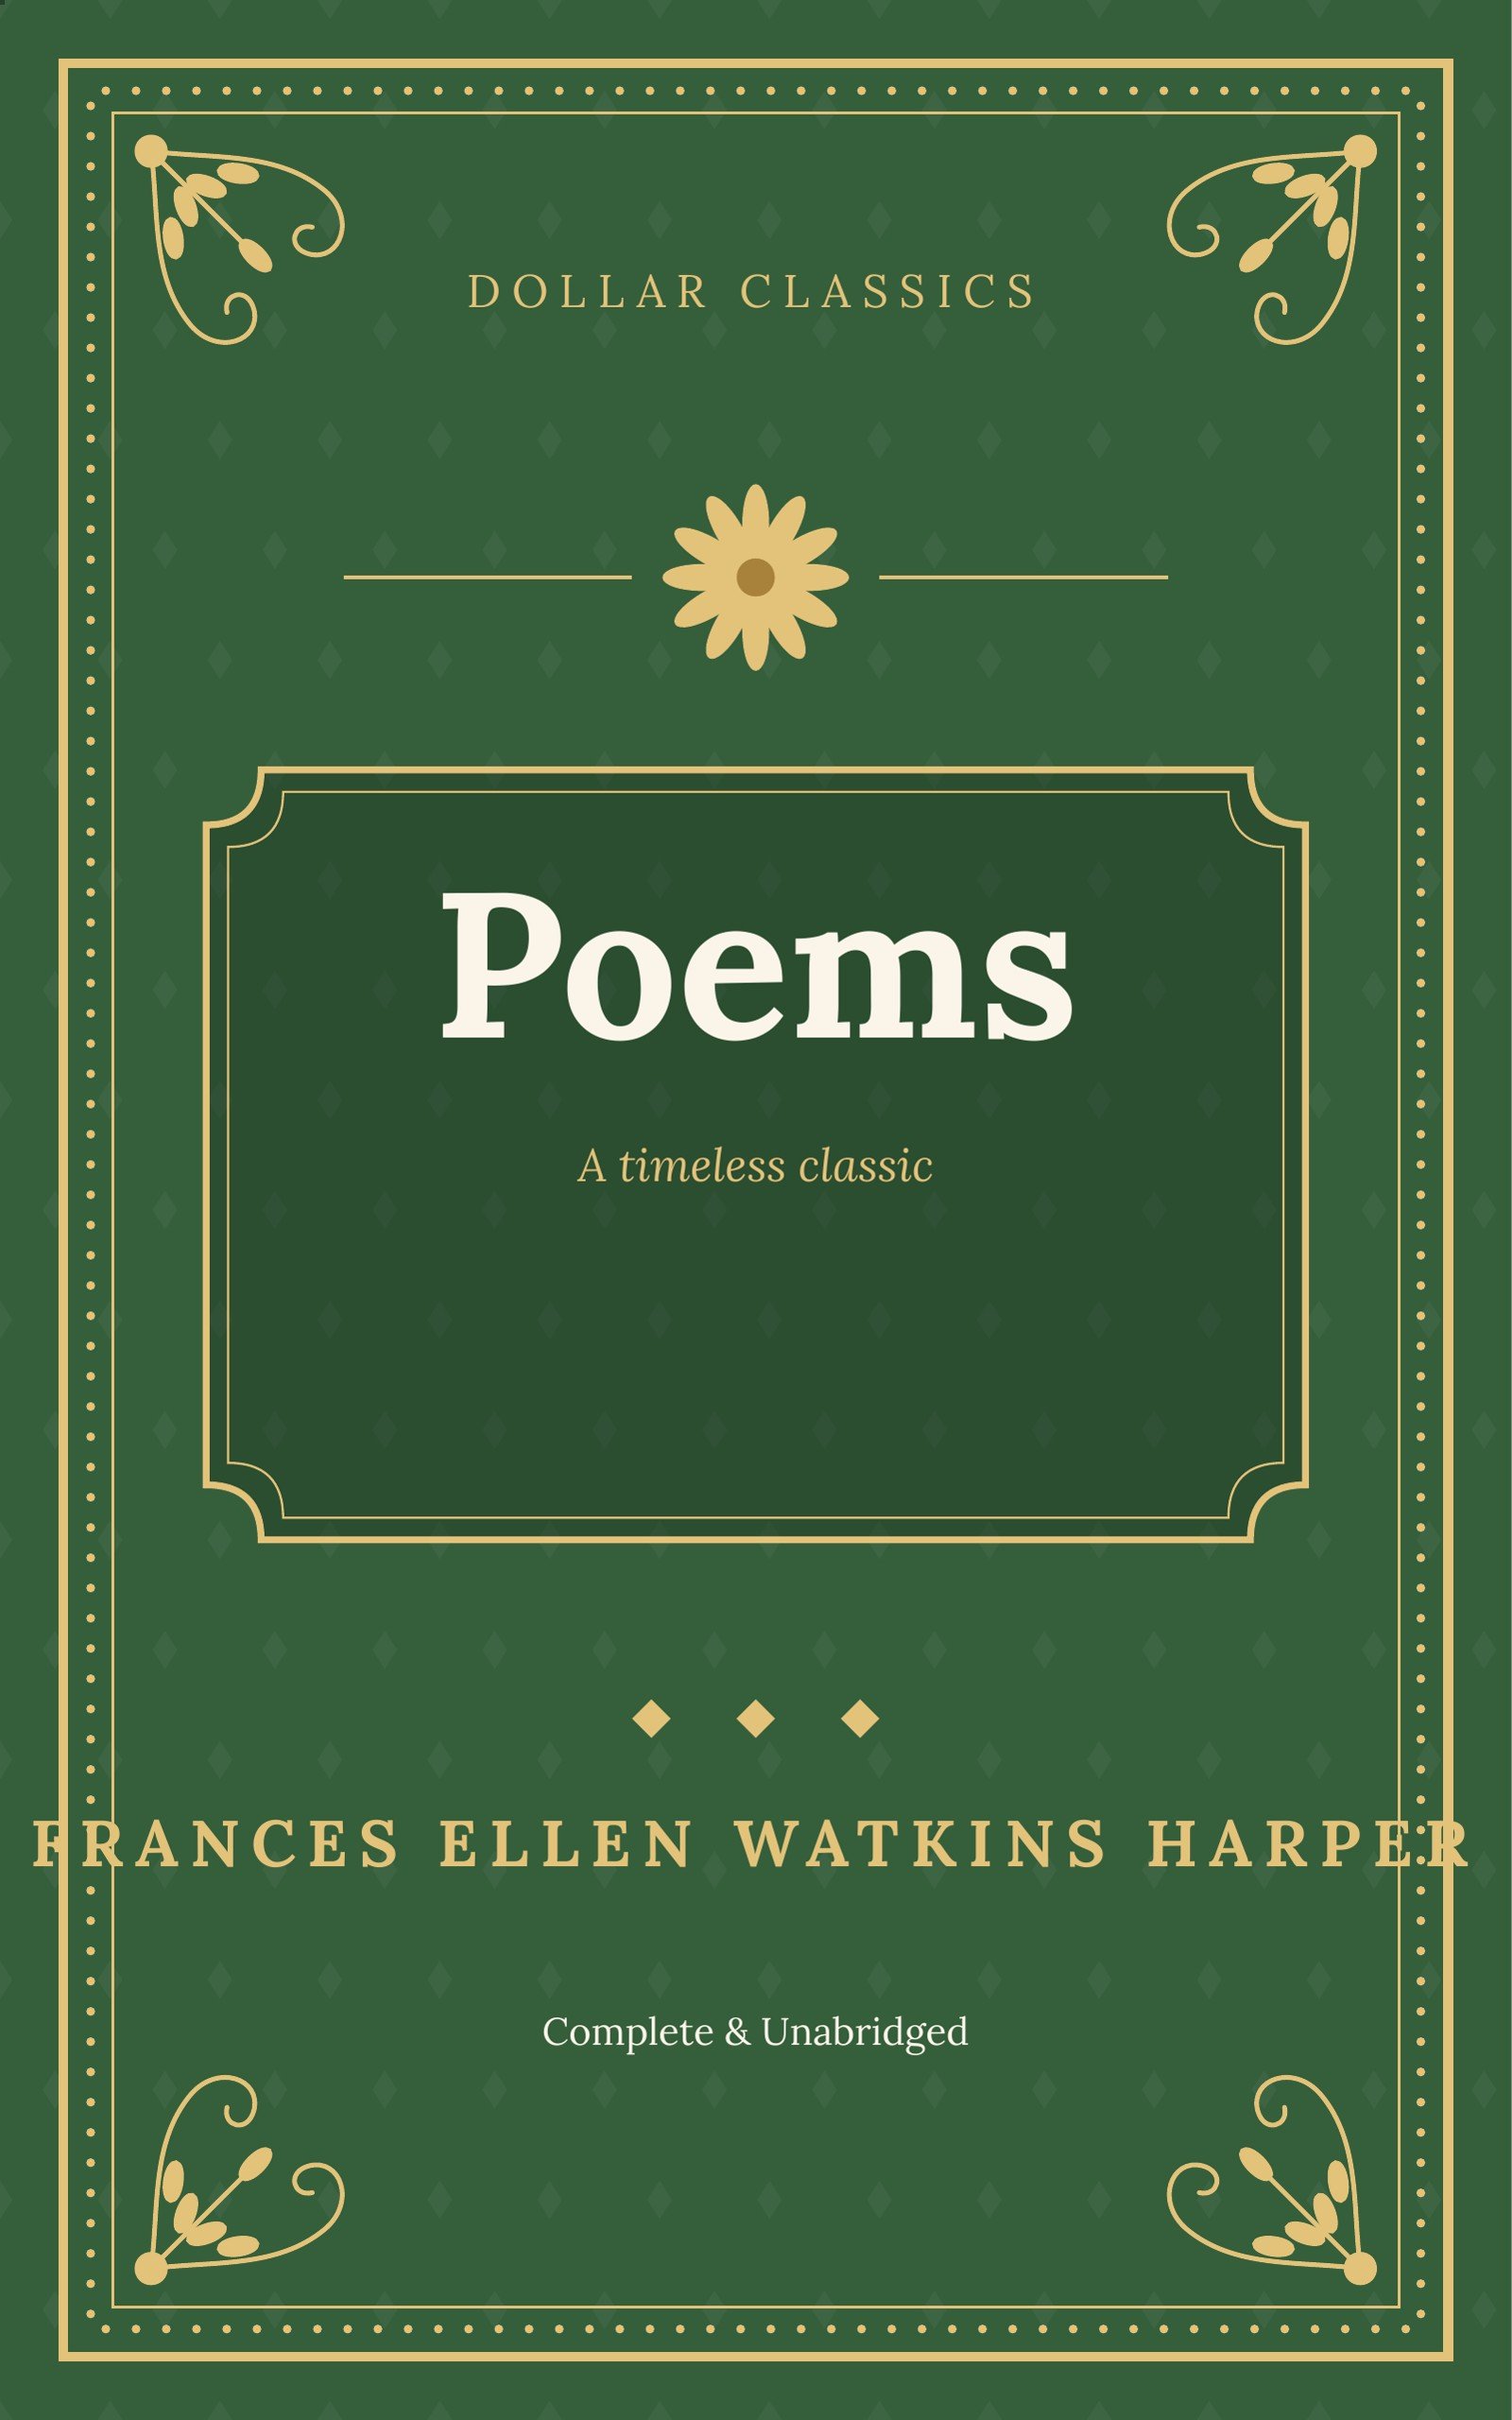 DOLLAR CLASSICS
Poems
A timeless classic
FRANCES ELLEN WATKINS HARPER
Complete & Unabridged